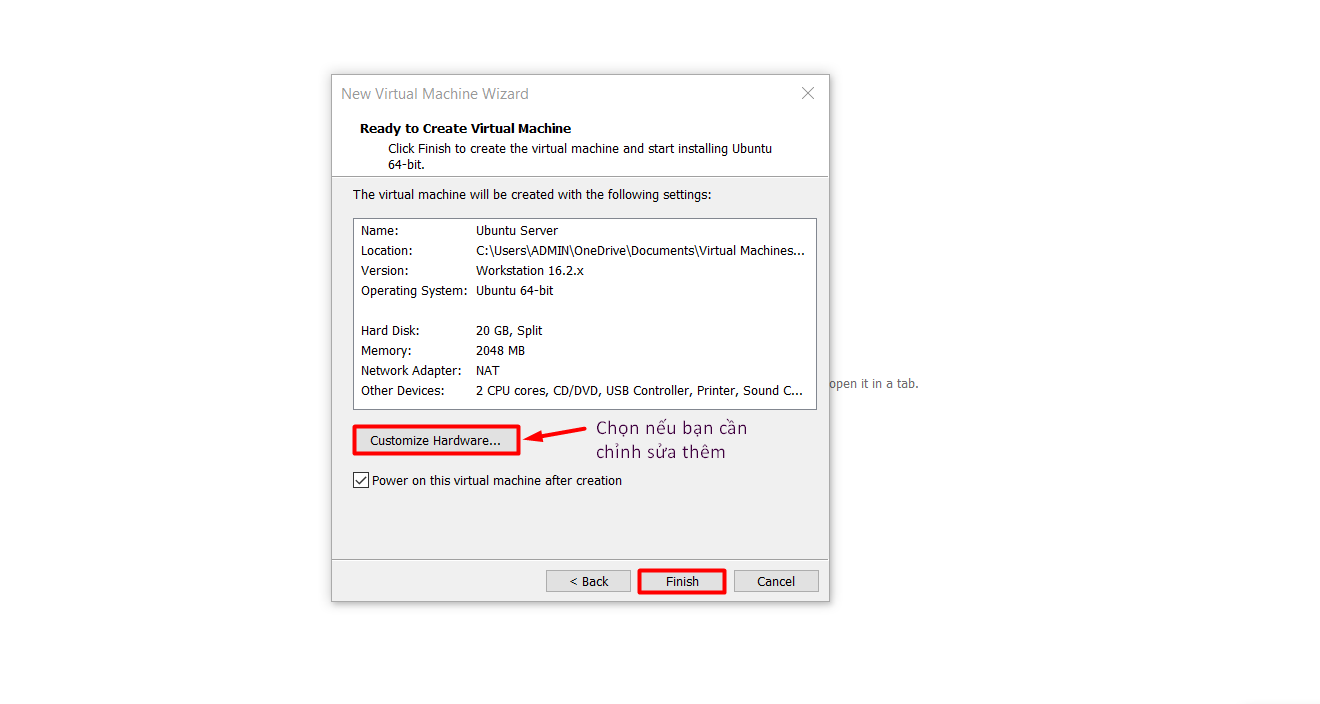 New Virtual Machine Wizard
Ready to Create Virtual Machine
Click Finish to create the virtual machine and start installing Ubuntu
64-bit.
The virtual machine will be created with the following settings:
Name: Ubuntu Server
Location: C:\Users\ADMIN\OneDrive\Documents\Virtual Machines...
Version: Workstation 16.2.x
Operating System: Ubuntu 64-bit
Hard Disk: 20 GB, Split
Memory: 2048 MB
Network Adapter: NAT
Other Devices: 2 CPU cores, CD/DVD, USB Controller, Printer, Sound C...
open it in a tab.
Customize Hardware...
Chọn nếu bạn cần
chỉnh sửa thêm
Power on this virtual machine after creation
< Back Finish Cancel